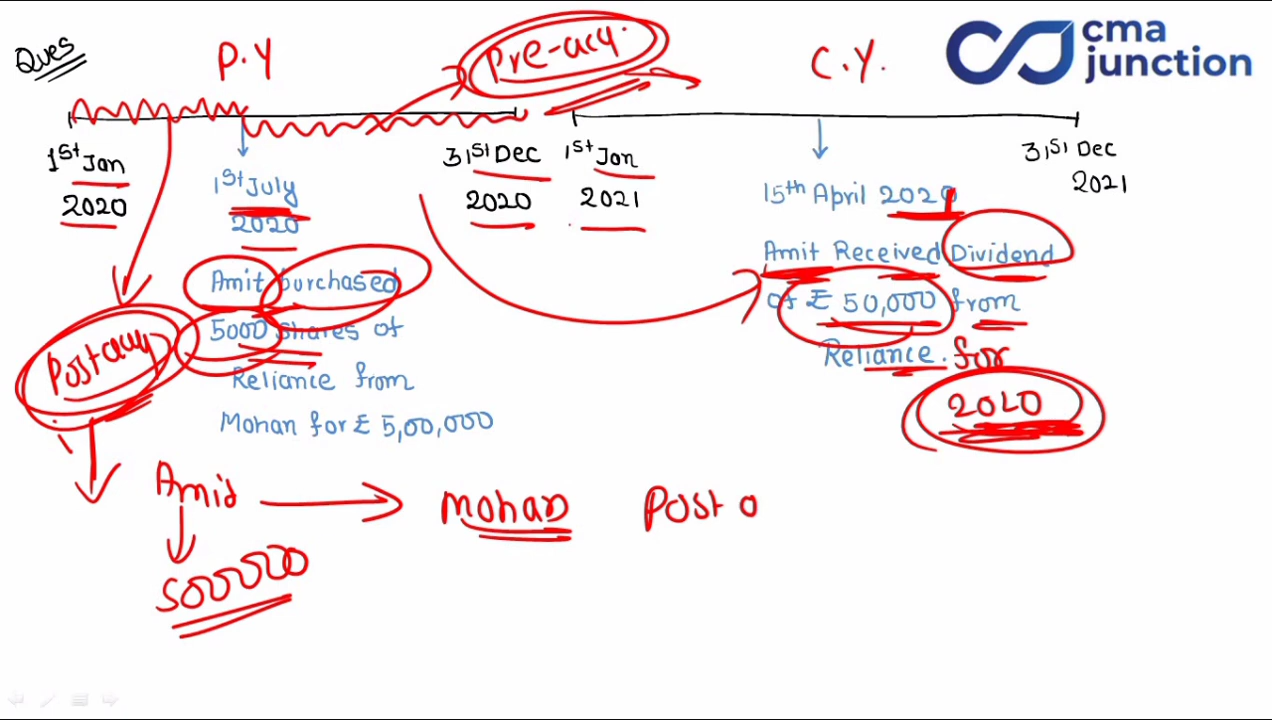 Ques
P.Y
Pre-acq.
C.Y.
cma
junction
1st Jan
2020
1st July
2020
31st Dec
2020
1st Jan
2021
15th April 2021
31st Dec
2021
Amit purchased
5000 shares of
Reliance from
Mohan for £ 5,00,000
Amit Received Dividend
of £ 50,000 from
Reliance. for
2020
Post acq
Amit
Mohan
Post a
500000